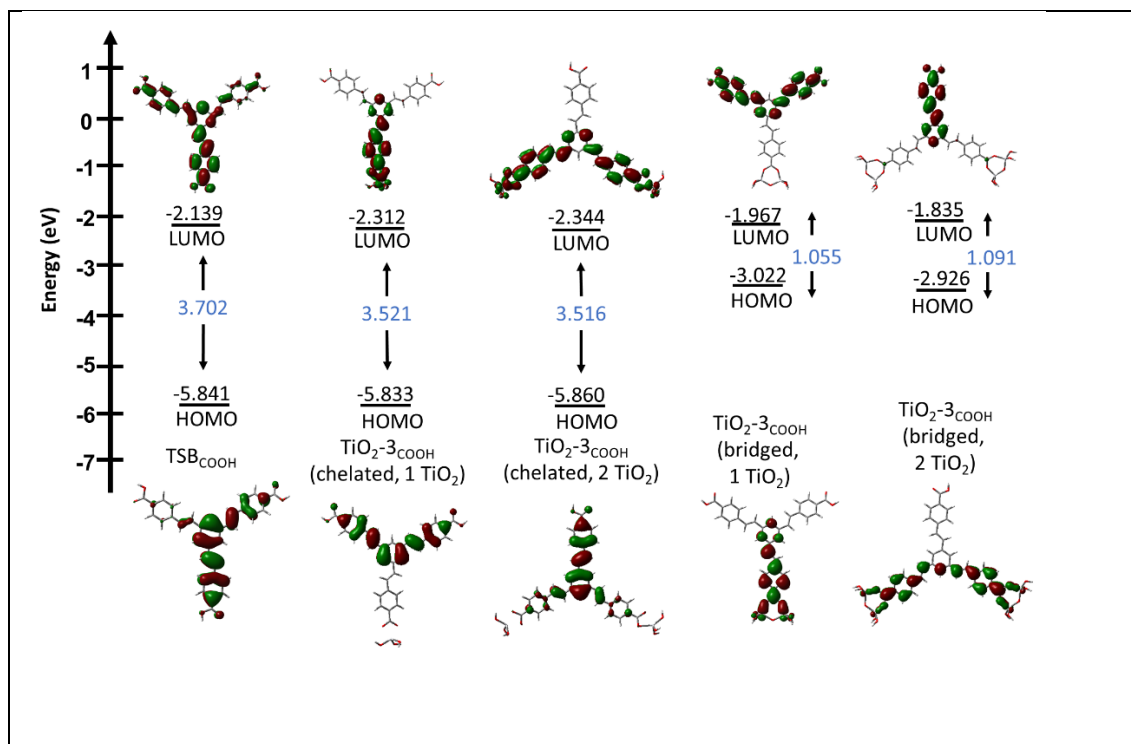 Energy (eV)
1
0
-1
-2
-3
-4
-5
-6
-7
-2.139
LUMO
3.702
-5.841
HOMO
TSBCOOH
-2.312
LUMO
3.521
-5.833
HOMO
TiO2-3COOH
(chelated, 1 TiO2)
-2.344
LUMO
3.516
-5.860
HOMO
TiO2-3COOH
(chelated, 2 TiO2)
-1.967
LUMO
1.055
-3.022
HOMO
TiO2-3COOH
(bridged,
1 TiO2)
-1.835
LUMO
1.091
-2.926
HOMO
TiO2-3COOH
(bridged,
2 TiO2)